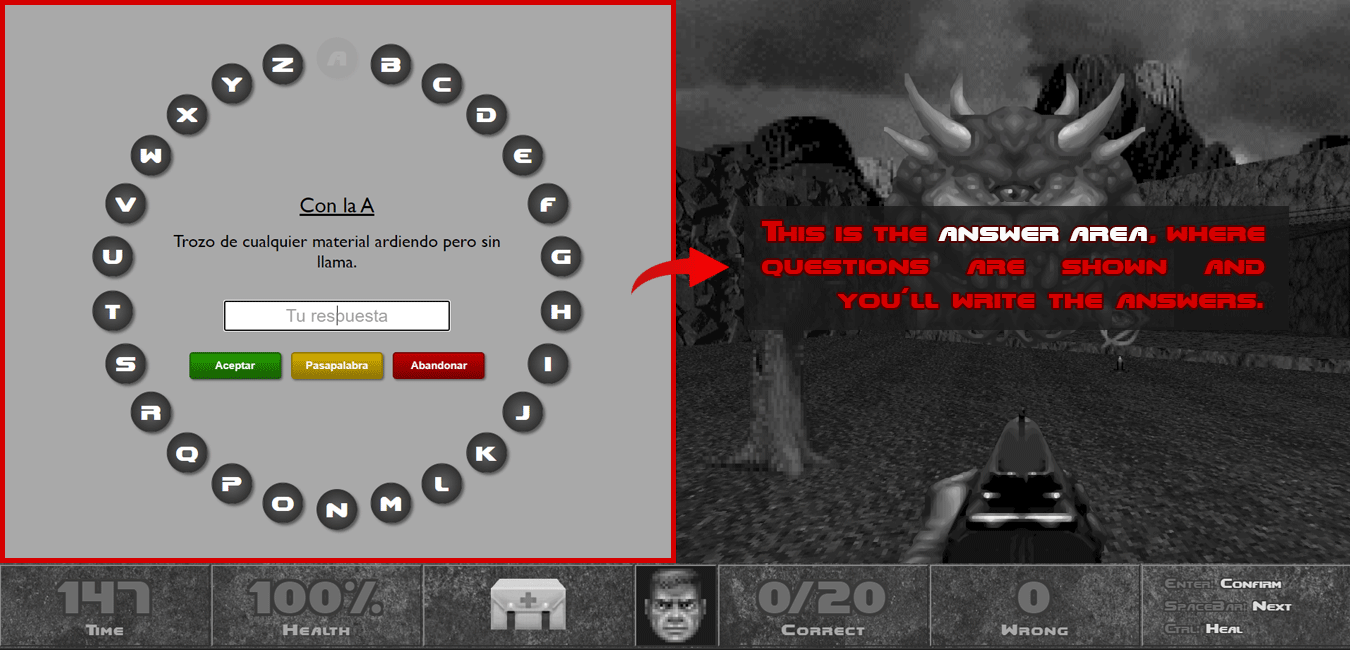 A
B
C
D
E
F
G
H
I
J
K
L
M
N
O
P
Q
R
S
T
U
V
W
X
Y
Z
Con la A
Trozo de cualquier material ardiendo pero sin
llama.
Tu respuesta
Aceptar
Pasapalabra
Abandonar
This is the answer area, where
questions are shown and
you'll write the answers.
147
Time
100%
Health
0/20
Correct
0
Wrong
Enter: Confirm
SpaceBar: Next
Ctrl: Heal